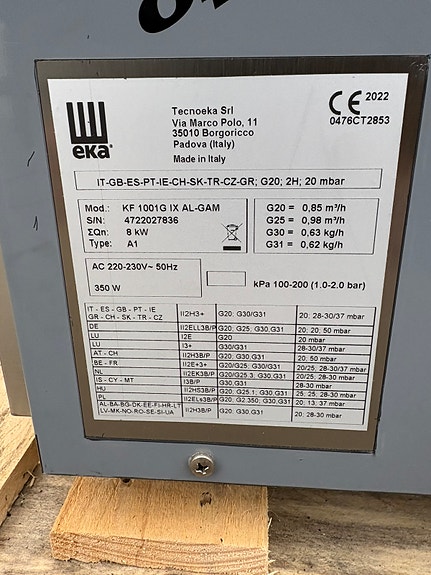 eka
Tecnoeka Srl
Via Marco Polo, 11
35010 Borgoricco
Padova (Italy)
Made in Italy
CE 2022
0476CT2853
IT-GB-ES-PT-IE-CH-SK-TR-CZ-GR; G20; 2H; 20 mbar
Mod.: KF 1001G IX AL-GAM
S/N: 4722027836
ΣQn: 8 kW
Type: A1
G20 = 0,85 m³/h
G25 = 0,98 m³/h
G30 = 0,63 kg/h
G31 = 0,62 kg/h
AC 220-230V~ 50Hz
350 W
kPa 100-200 (1.0-2.0 bar)
IT - ES - GB - PT - IE
GR - CH - SK - TR - CZ II2H3+ G20; G30/G31 20; 28-30/37 mbar
DE II2ELL3B/P G20; G25; G30,G31 20; 20; 50 mbar
LU I2E G20 20 mbar
LU I3+ G30/G31 28-30/37 mbar
AT - CH II2H3B/P G20; G30,G31 20; 50 mbar
BE - FR II2E+3+ G20/G25; G30/G31 20/25; 28-30/37 mbar
NL II2EK3B/P G20/G25.3; G30,G31 20/25; 28-30 mbar
IS - CY - MT I3B/P G30,G31 28-30 mbar
HU II2HS3B/P G20; G25.1; G30,G31 25; 25; 28-30 mbar
PL II2ELs3B/P G20; G2.350; G30,G31 20; 13; 37 mbar
AL-BA-BG-DK-EE-FI-HR-LT
LV-MK-NO-RO-SE-SI-UA II2H3B/P G20; G30,G31 20; 28-30 mbar